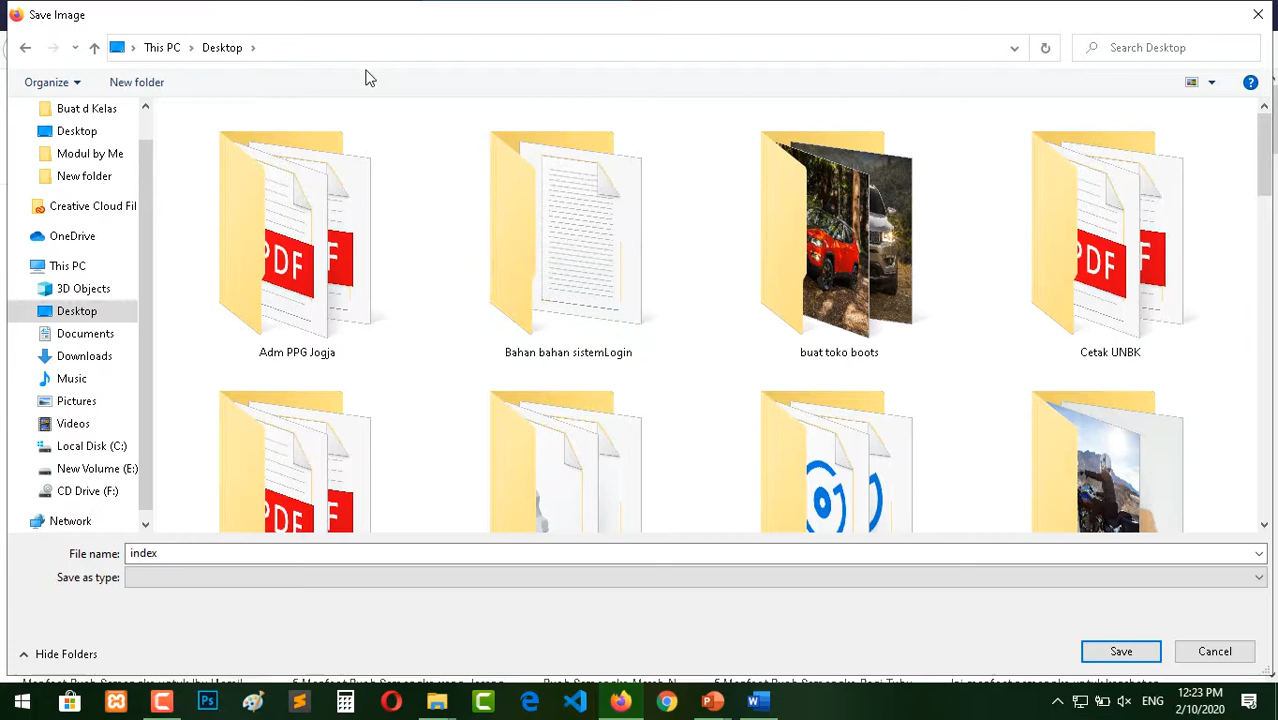 Save Image
This PC
Desktop
Search Desktop
Organize
New folder
Buat d Kelas
Desktop
Modul by Me
New folder
Creative Cloud Fil
OneDrive
This PC
3D Objects
Desktop
Documents
Downloads
Music
Pictures
Videos
Local Disk (C:)
New Volume (E:)
CD Drive (F:)
Network
PDF
PDF
Adm PPG Jogja
Bahan bahan sistemLogin
buat toko boots
Cetak UNBK
File name: index
Save as type:
Hide Folders
Save
Cancel
Ps
ENG
12:23 PM
2/10/2020